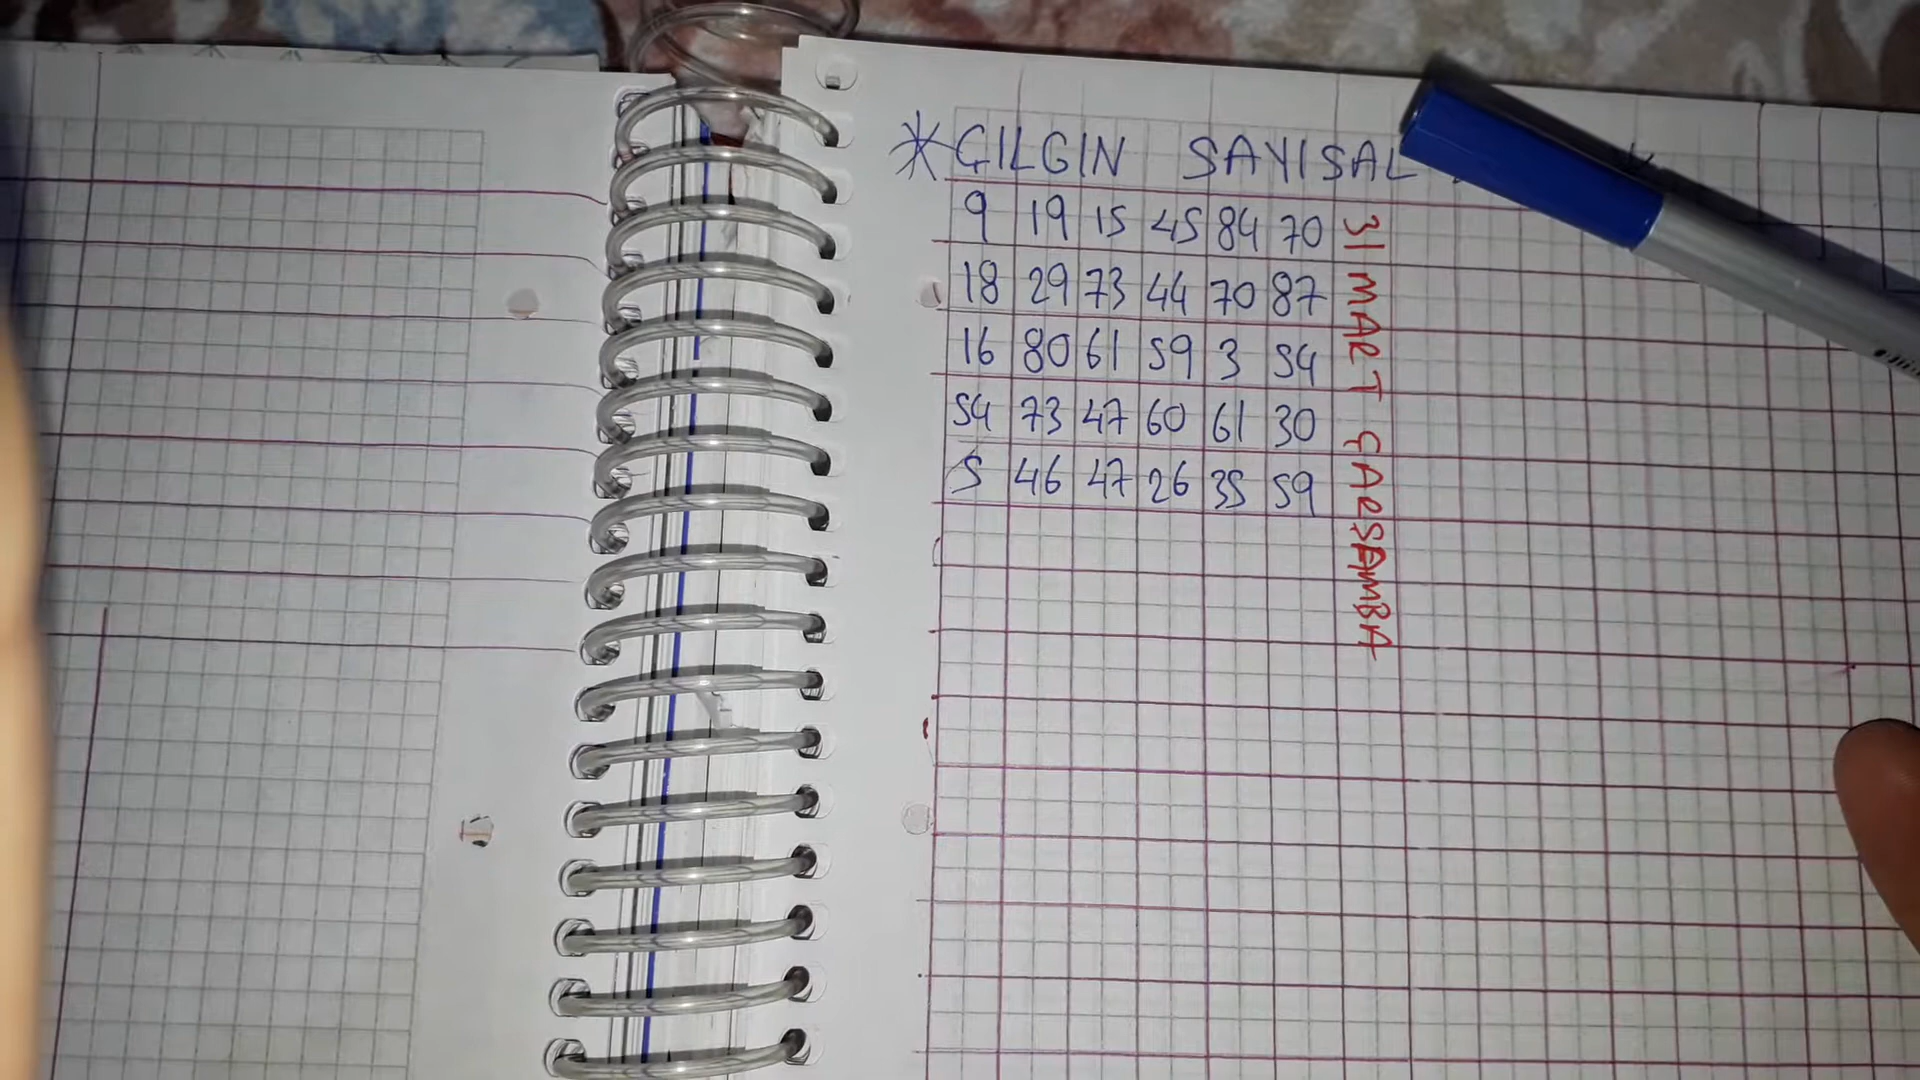 *ÇILGIN SAYISAL
9 19 15 45 84 70
18 29 73 44 70 87
16 80 61 59 3 54
54 73 47 60 61 30
5 46 47 26 35 59
31 MART ÇARSAMBA